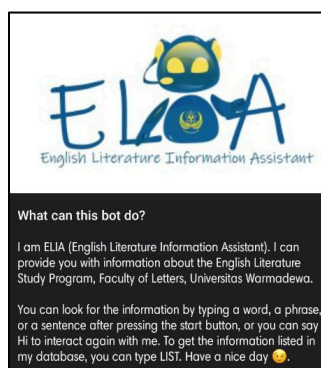 ELIA
English Literature Information Assistant
What can this bot do?
I am ELIA (English Literature Information Assistant). I can
provide you with information about the English Literature
Study Program, Faculty of Letters, Universitas Warmadewa.
You can look for the information by typing a word, a phrase,
or a sentence after pressing the start button, or you can say
Hi to interact again with me. To get the information listed in
my database, you can type LIST. Have a nice day 😉.